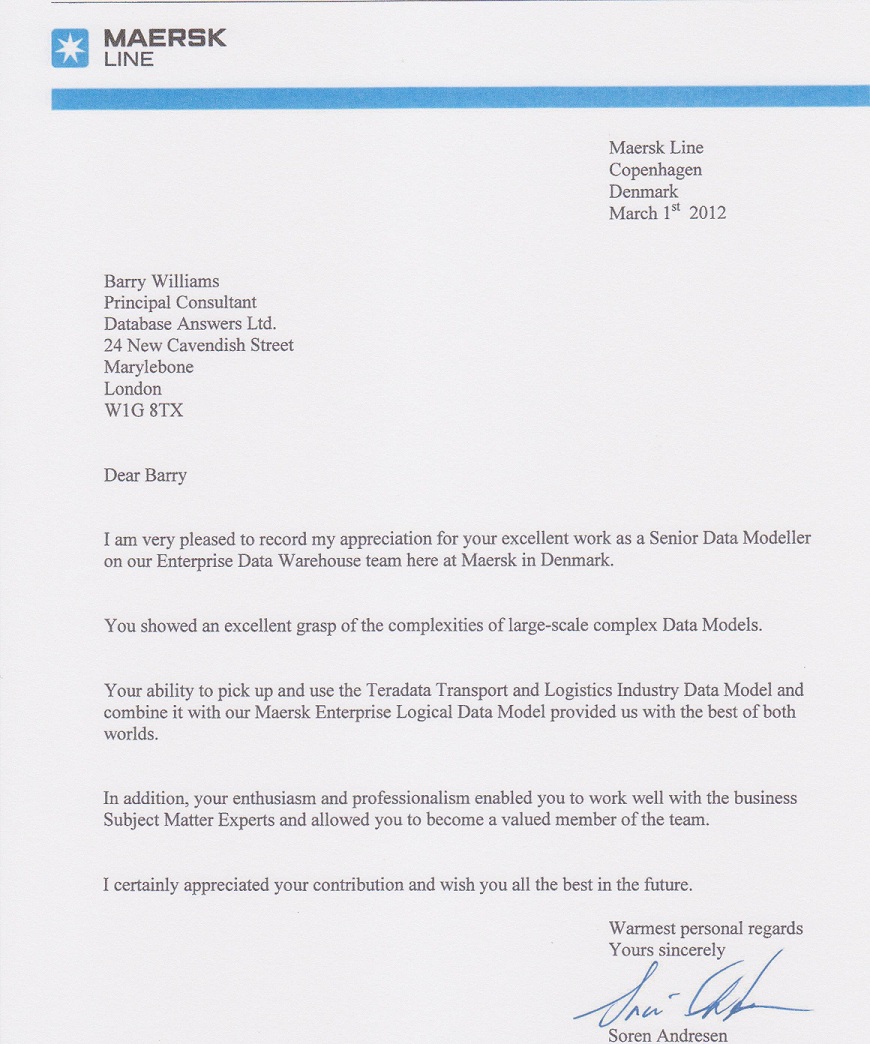 MAERSK
LINE
Maersk Line
Copenhagen
Denmark
March 1st 2012
Barry Williams
Principal Consultant
Database Answers Ltd.
24 New Cavendish Street
Marylebone
London
W1G 8TX
Dear Barry
I am very pleased to record my appreciation for your excellent work as a Senior Data Modeller
on our Enterprise Data Warehouse team here at Maersk in Denmark.
You showed an excellent grasp of the complexities of large-scale complex Data Models.
Your ability to pick up and use the Teradata Transport and Logistics Industry Data Model and
combine it with our Maersk Enterprise Logical Data Model provided us with the best of both
worlds.
In addition, your enthusiasm and professionalism enabled you to work well with the business
Subject Matter Experts and allowed you to become a valued member of the team.
I certainly appreciated your contribution and wish you all the best in the future.
Warmest personal regards
Yours sincerely
Soren Andresen